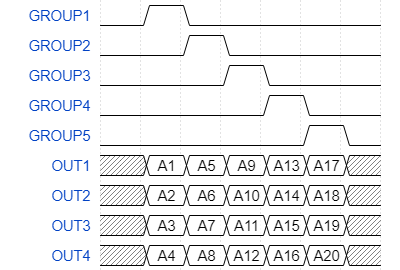 GROUP1
GROUP2
GROUP3
GROUP4
GROUP5
OUT1 A1 A5 A9 A13 A17
OUT2 A2 A6 A10 A14 A18
OUT3 A3 A7 A11 A15 A19
OUT4 A4 A8 A12 A16 A20